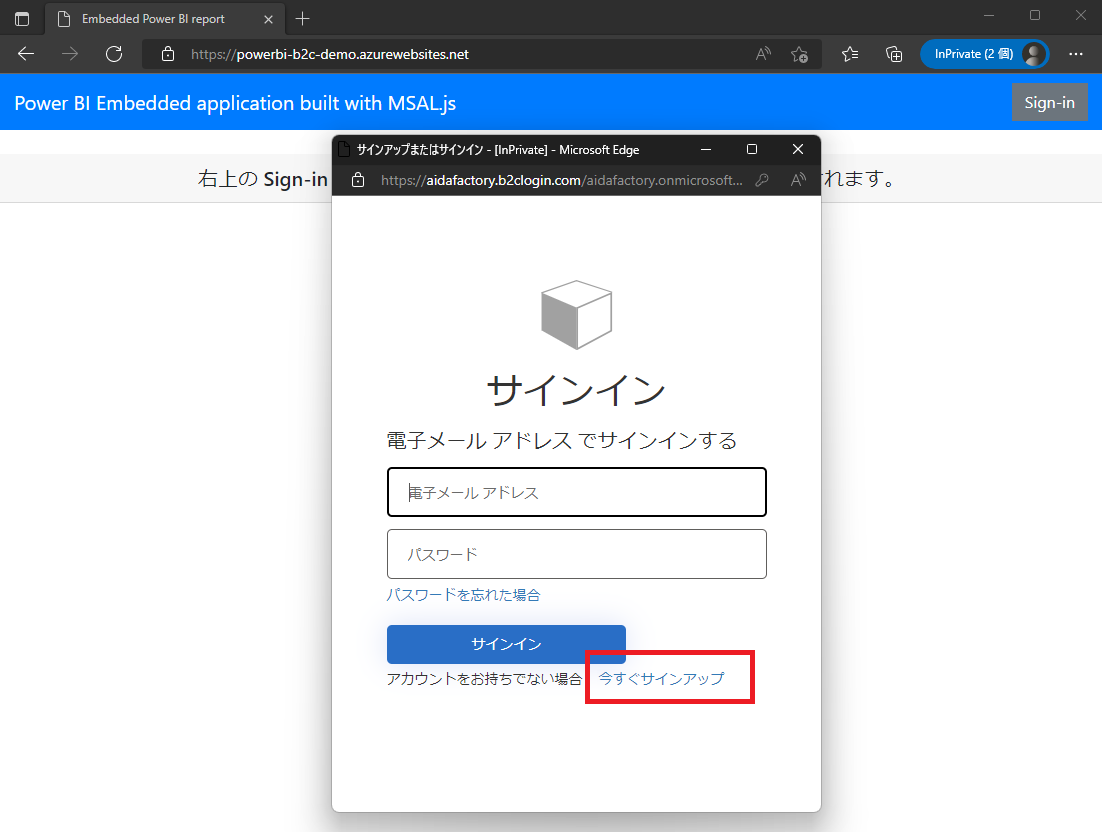 Embedded Power BI report
https://powerbi-b2c-demo.azurewebsites.net
InPrivate (2 個)
Power BI Embedded application built with MSAL.js
Sign-in
右上の Sign-in
れます。
サインアップまたはサインイン - [InPrivate] - Microsoft Edge
https://aidafactory.b2clogin.com/aidafactory.onmicrosoft...
サインイン
電子メール アドレス でサインインする
電子メール アドレス
パスワード
パスワードを忘れた場合
サインイン
アカウントをお持ちでない場合 今すぐサインアップ